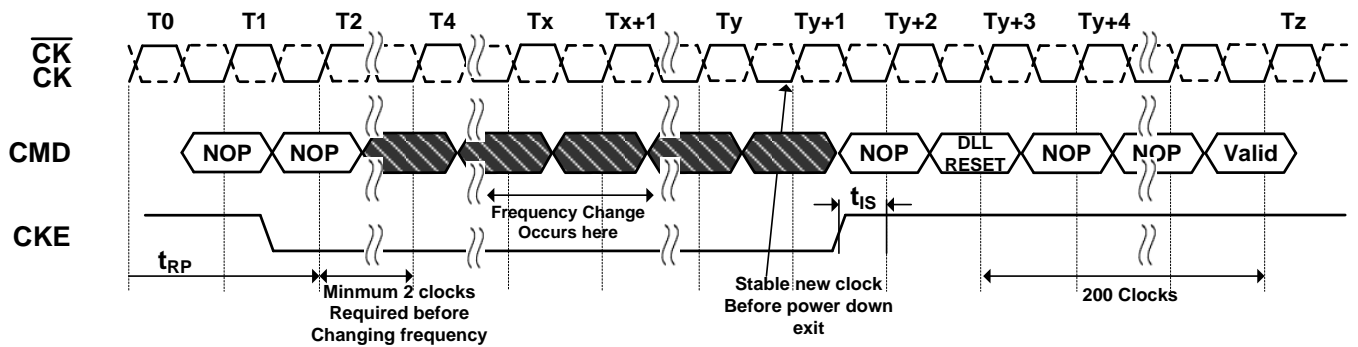 T0 T1 T2 T4 Tx Tx+1 Ty Ty+1 Ty+2 Ty+3 Ty+4 Tz
CK
CK
CMD NOP NOP NOP DLL RESET NOP NOP Valid
Frequency Change
Occurs here
tIS
CKE
tRP
Minmum 2 clocks
Required before
Changing frequency
Stable new clock
Before power down
exit
200 Clocks